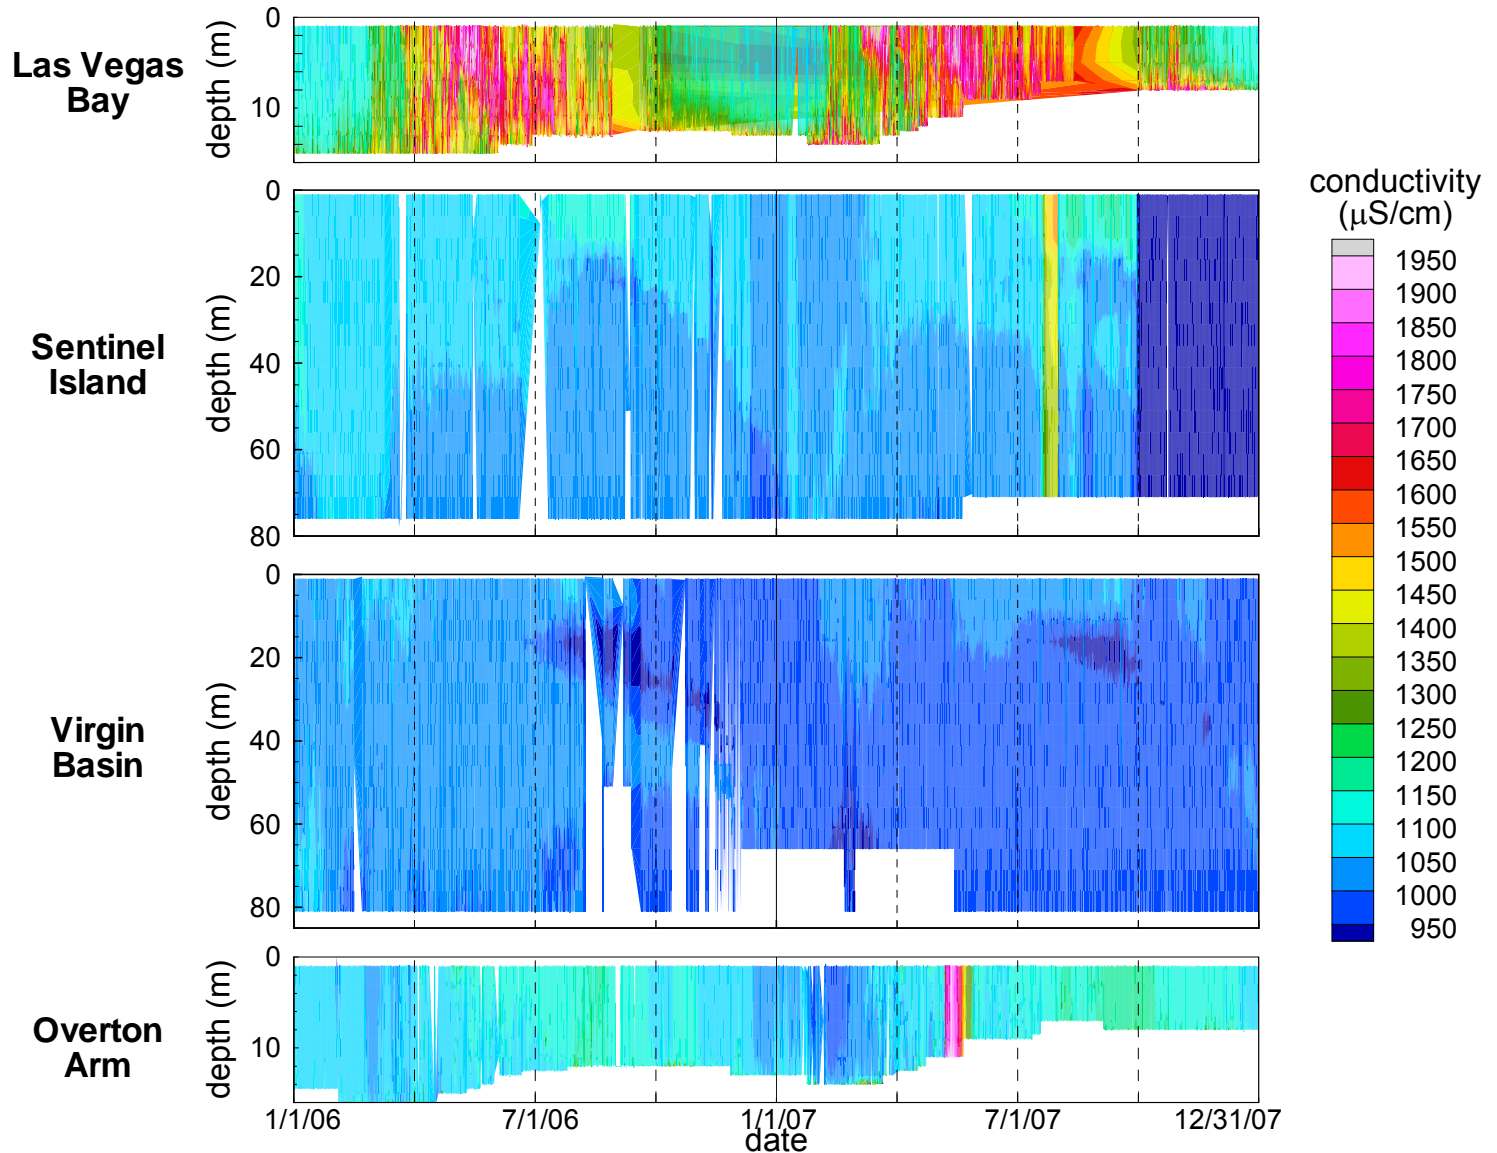 Las Vegas
Bay
depth (m)
0
10
Sentinel
Island
depth (m)
0
20
40
60
80
Virgin
Basin
depth (m)
0
20
40
60
80
Overton
Arm
depth (m)
0
10
1/1/06
7/1/06
1/1/07
7/1/07
12/31/07
date
conductivity
(μS/cm)
1950
1900
1850
1800
1750
1700
1650
1600
1550
1500
1450
1400
1350
1300
1250
1200
1150
1100
1050
1000
950